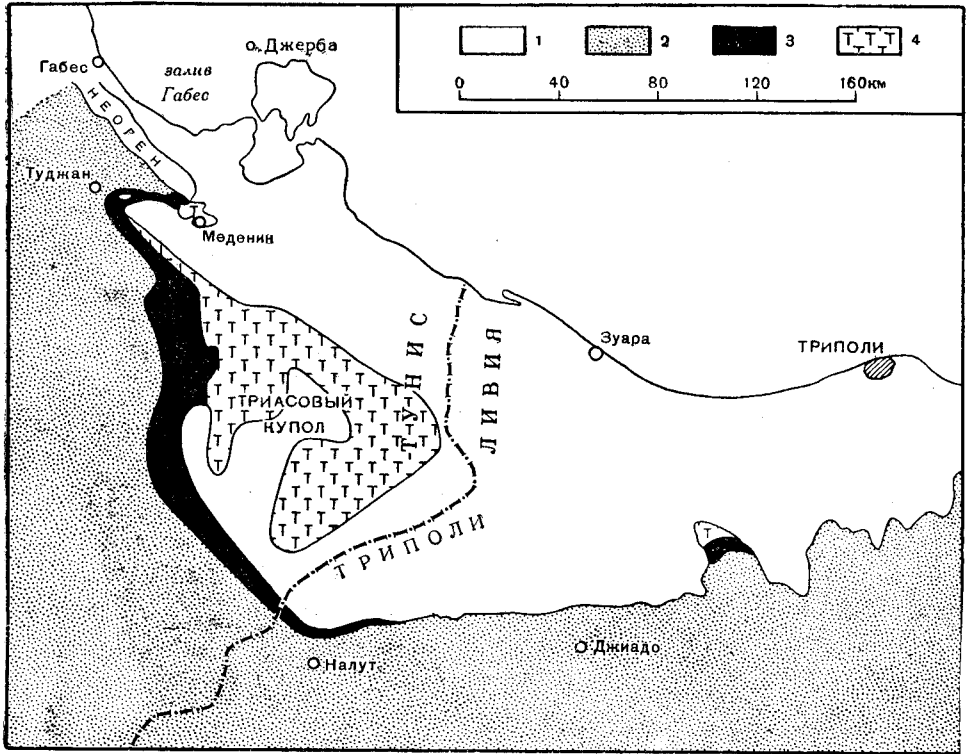 1 2 3 4
0 40 80 120 160км
о. Джерба
Габес
залив
Габес
НЕОГЕН
Туджан
Т
Меденин
ТУНИС
ЛИВИЯ
Зуара
ТРИПОЛИ
ТРИАСОВЫЙ
КУПОЛ
ТРИПОЛИ
Т
Налут
Джиадо